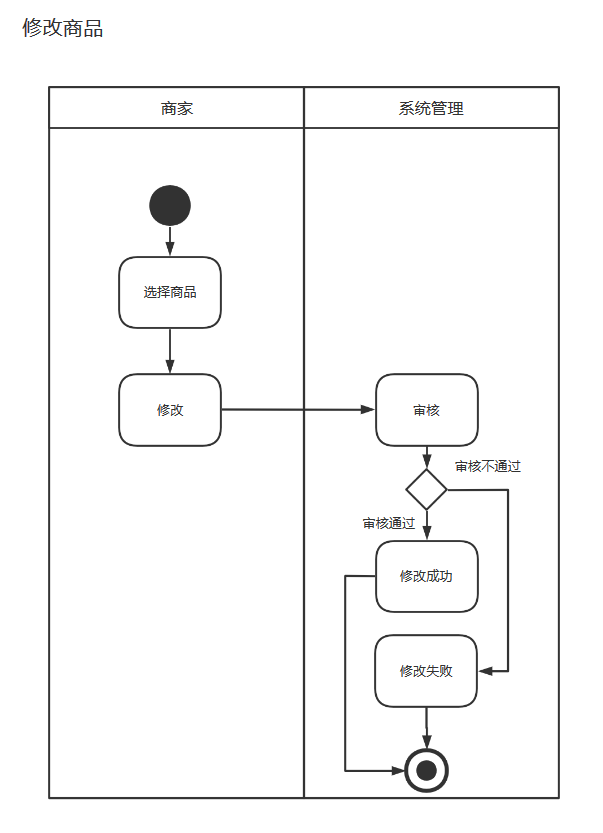 修改商品
商家
系统管理
选择商品
修改
审核
审核不通过
审核通过
修改成功
修改失败